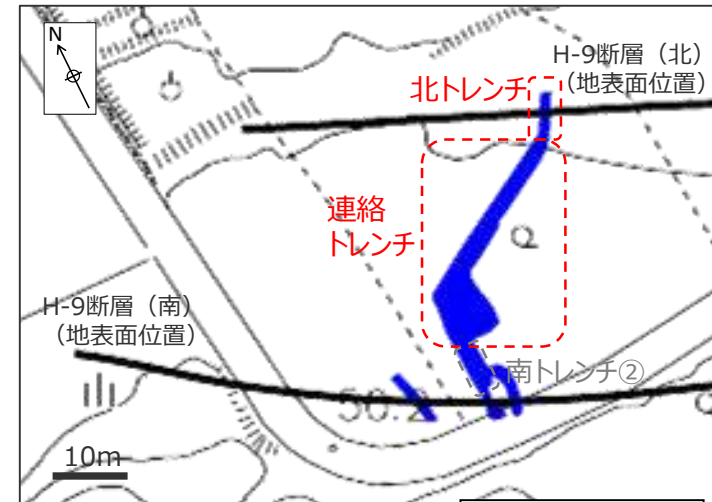 N
H-9断層（北）
（地表面位置）
北トレンチ
連絡
トレンチ
H-9断層（南）
（地表面位置）
南トレンチ②
50.2
10m